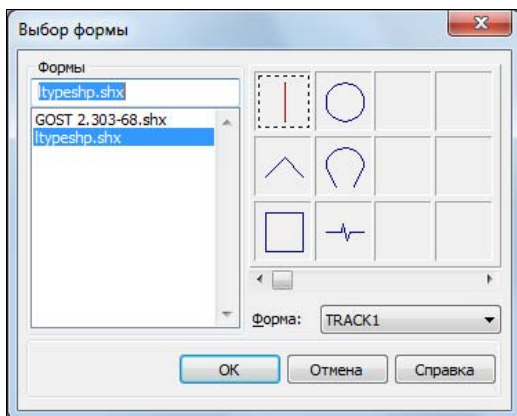 Выбор формы
Формы
ltypeshp.shx
GOST 2.303-68.shx
ltypeshp.shx
Форма:
TRACK1
OK
Отмена
Справка